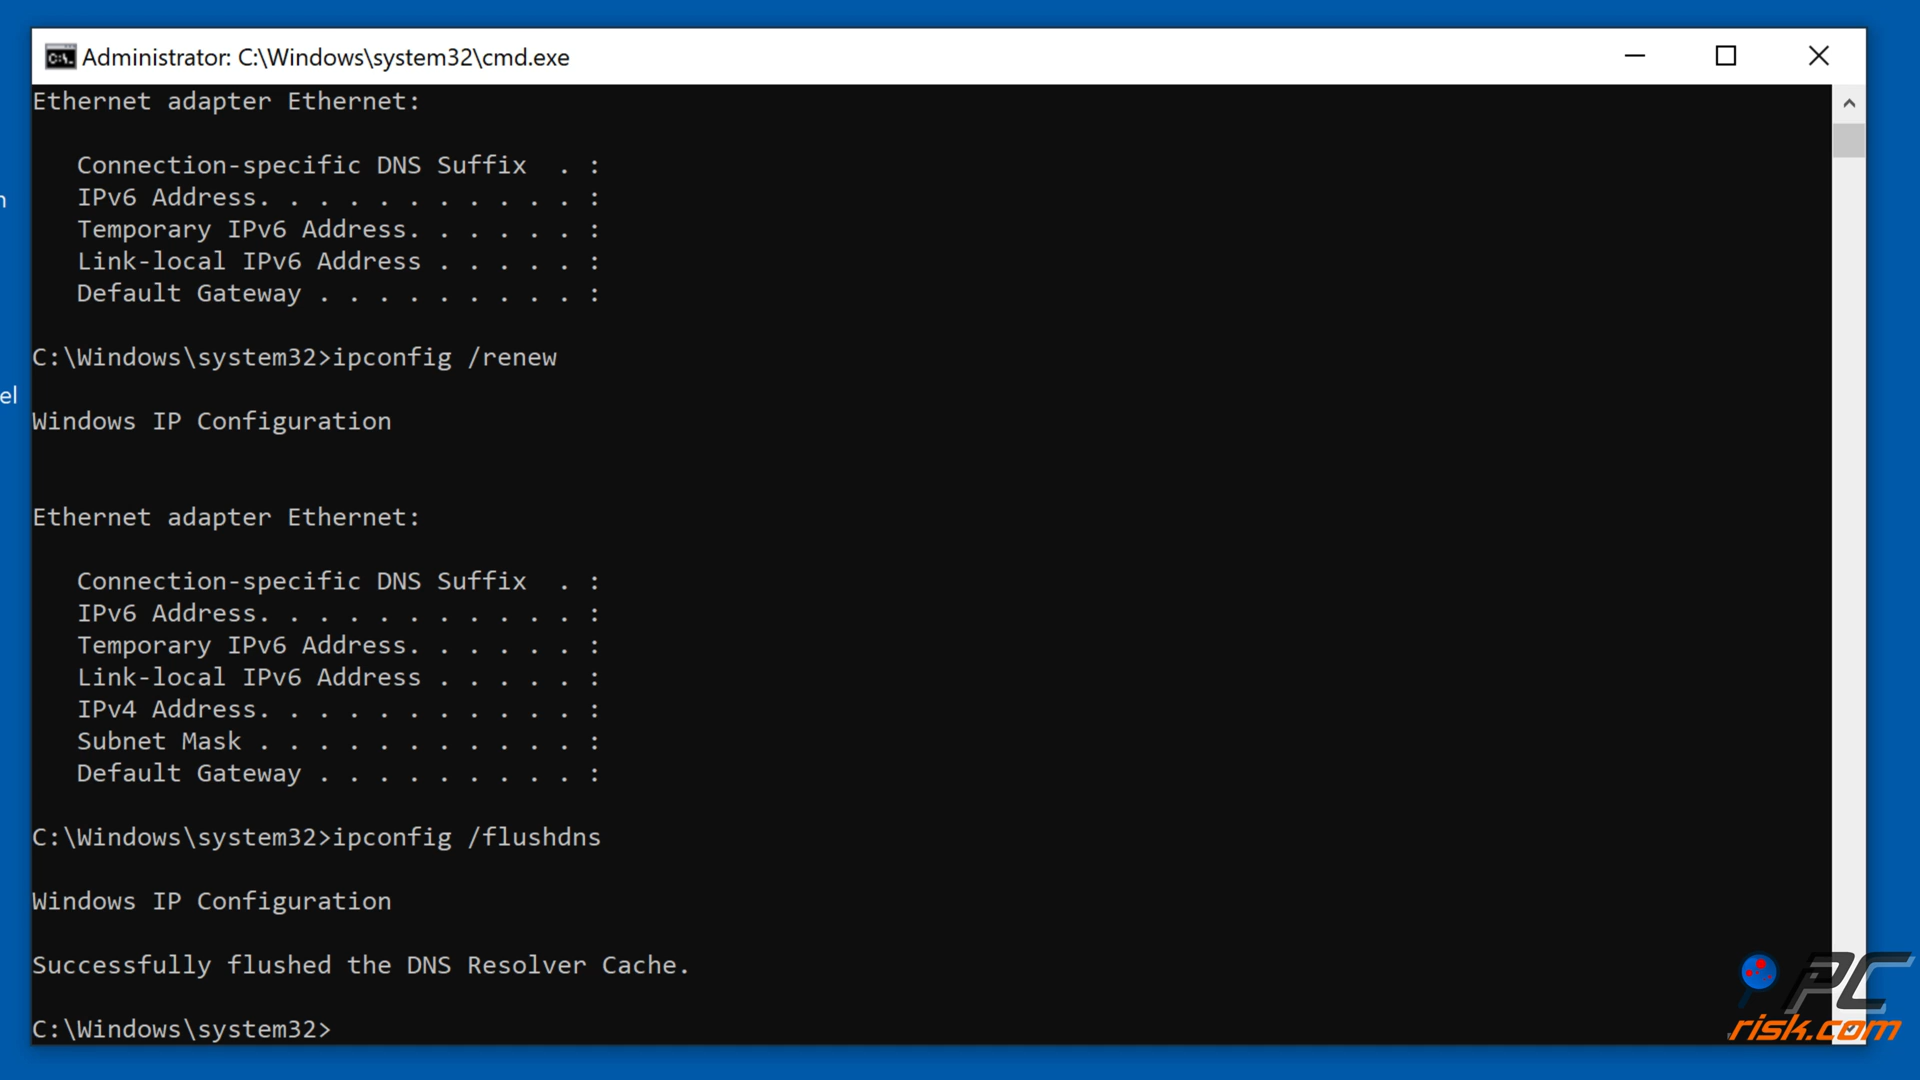 Administrator: C:\Windows\system32\cmd.exe
Ethernet adapter Ethernet:
Connection-specific DNS Suffix  . :
IPv6 Address. . . . . . . . . . . :
Temporary IPv6 Address. . . . . . :
Link-local IPv6 Address . . . . . :
Default Gateway . . . . . . . . . :
C:\Windows\system32>ipconfig /renew
Windows IP Configuration
Ethernet adapter Ethernet:
Connection-specific DNS Suffix  . :
IPv6 Address. . . . . . . . . . . :
Temporary IPv6 Address. . . . . . :
Link-local IPv6 Address . . . . . :
IPv4 Address. . . . . . . . . . . :
Subnet Mask . . . . . . . . . . . :
Default Gateway . . . . . . . . . :
C:\Windows\system32>ipconfig /flushdns
Windows IP Configuration
Successfully flushed the DNS Resolver Cache.
C:\Windows\system32>
el
PC
risk.com